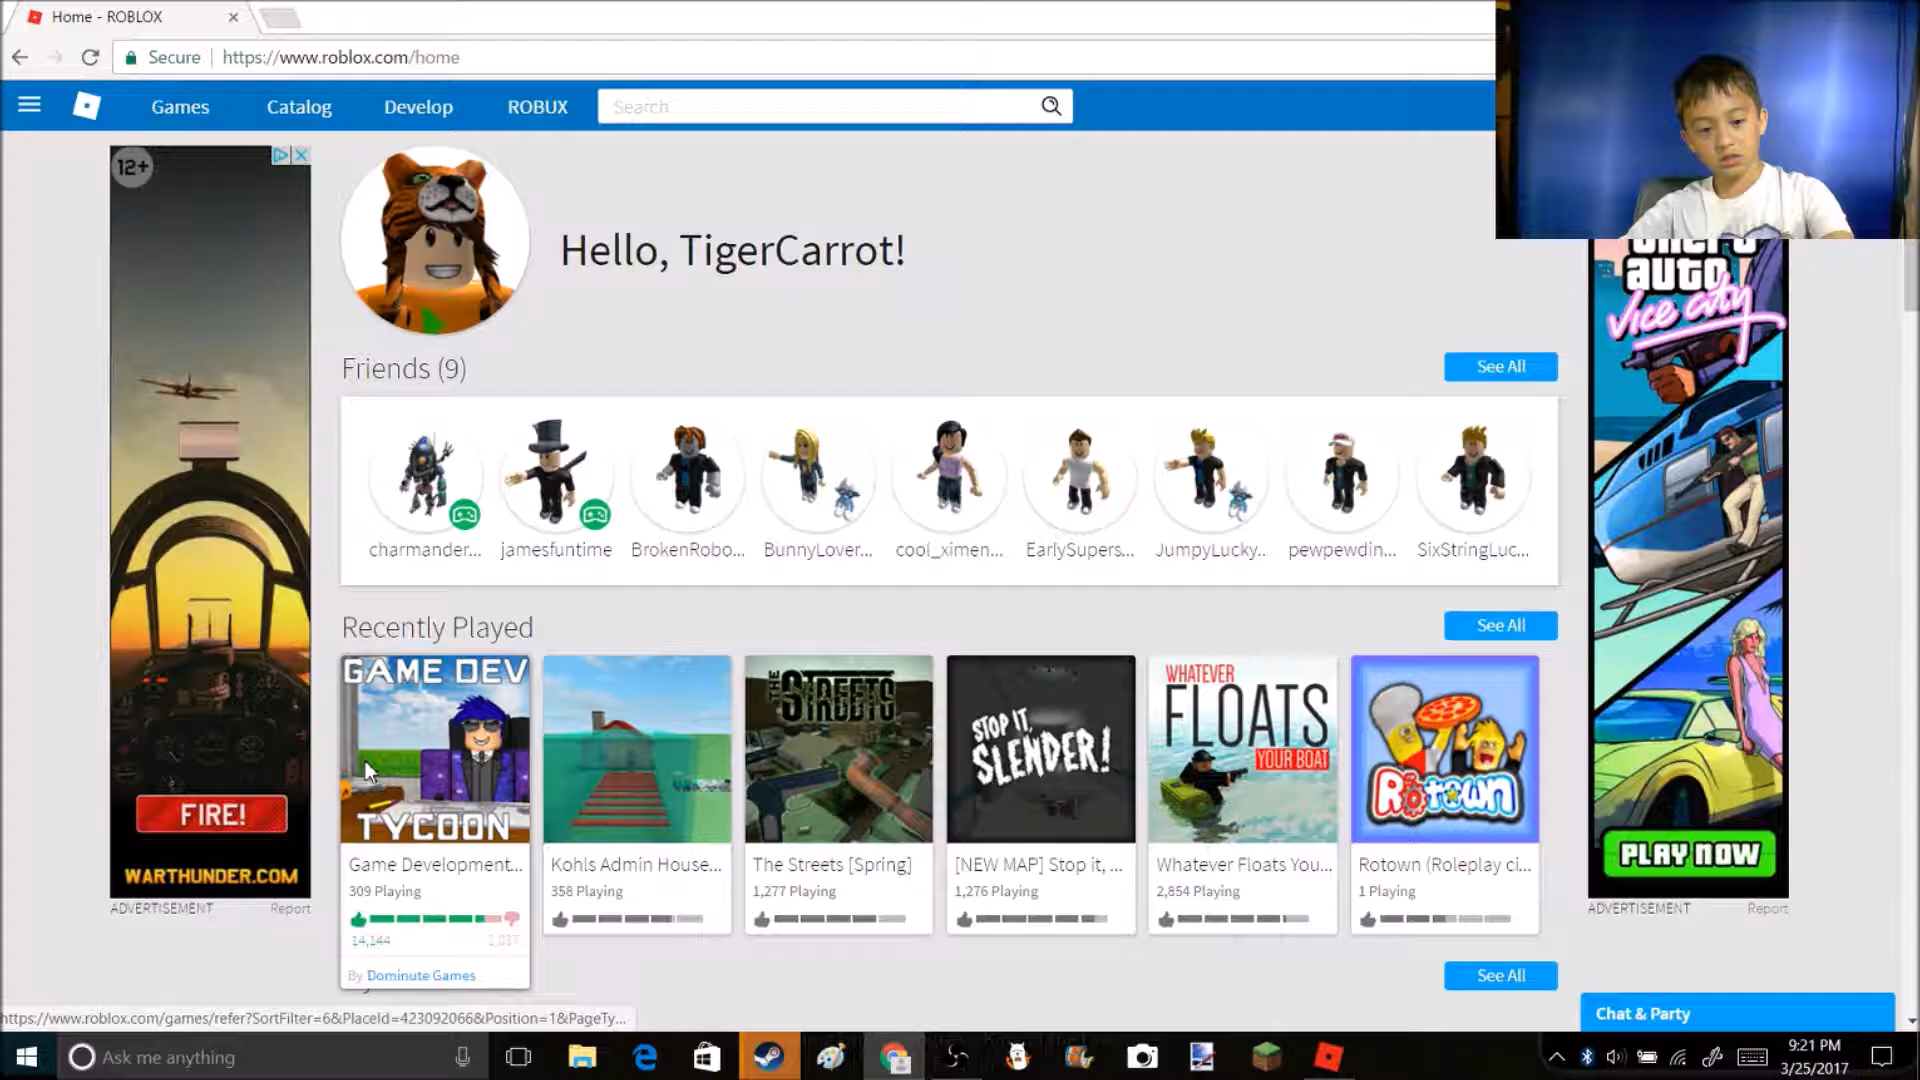 Home - ROBLOX
Secure
https://www.roblox.com/home
Games
Catalog
Develop
ROBUX
Search
12+
Hello, TigerCarrot!
auto
vice city
Friends (9)
See All
charmander...
jamesfuntime
BrokenRobo...
BunnyLover...
cool_ximen...
EarlySupers...
JumpyLucky...
pewpewdin...
SixStringLuc...
Recently Played
See All
GAME DEV
TYCOON
THE STREETS
STOP IT,
SLENDER!
WHATEVER
FLOATS
YOUR BOAT
Rotown
FIRE!
WARTHUNDER.COM
PLAY NOW
Game Development...
Kohls Admin House...
The Streets [Spring]
[NEW MAP] Stop it, ...
Whatever Floats You...
Rotown (Roleplay ci...
309 Playing
358 Playing
1,277 Playing
1,276 Playing
2,854 Playing
1 Playing
ADVERTISEMENT
Report
ADVERTISEMENT
Report
14,144
By Dominute Games
See All
https://www.roblox.com/games/refer?SortFilter=6&PlaceId=423092066&Position=1&PageTy...
Chat & Party
Ask me anything
9:21 PM
3/25/2017